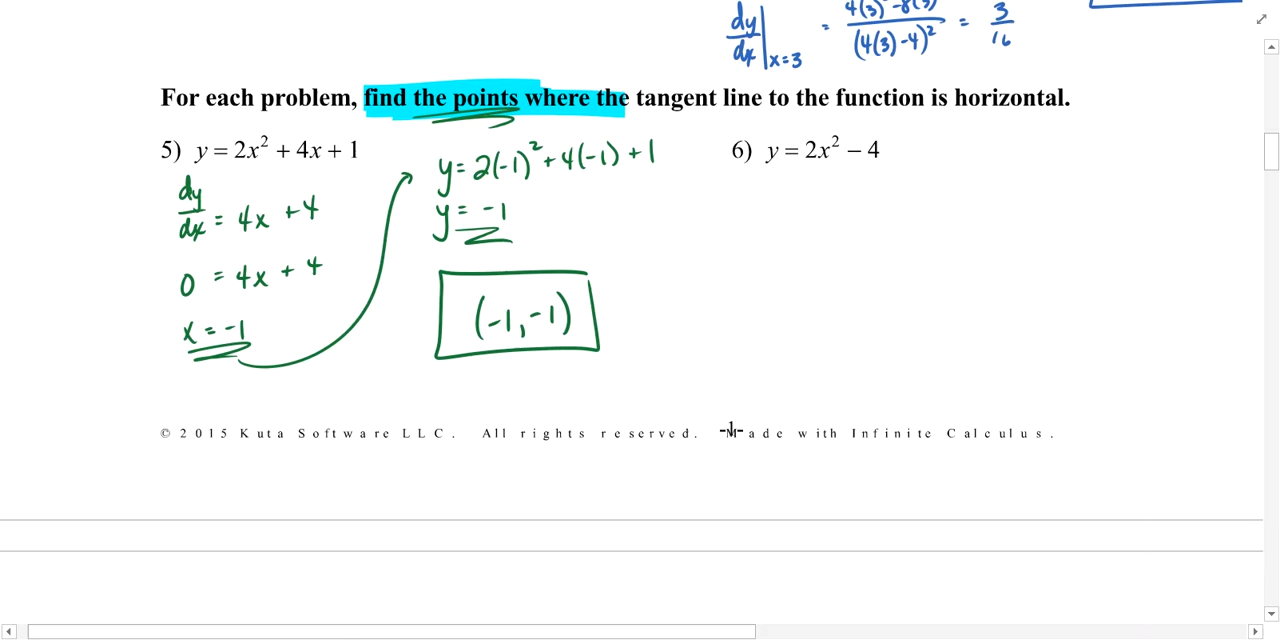 dy/dx |x=3 = 4(3)² - 8(3) / (4(3)-4)² = 3/16
For each problem, find the points where the tangent line to the function is horizontal.
5) y = 2x² + 4x + 1
dy/dx = 4x + 4
0 = 4x + 4
x = -1
y = 2(-1)² + 4(-1) + 1
y = -1
(-1, -1)
6) y = 2x² − 4
© 2015 Kuta Software LLC. All rights reserved. Made with Infinite Calculus.